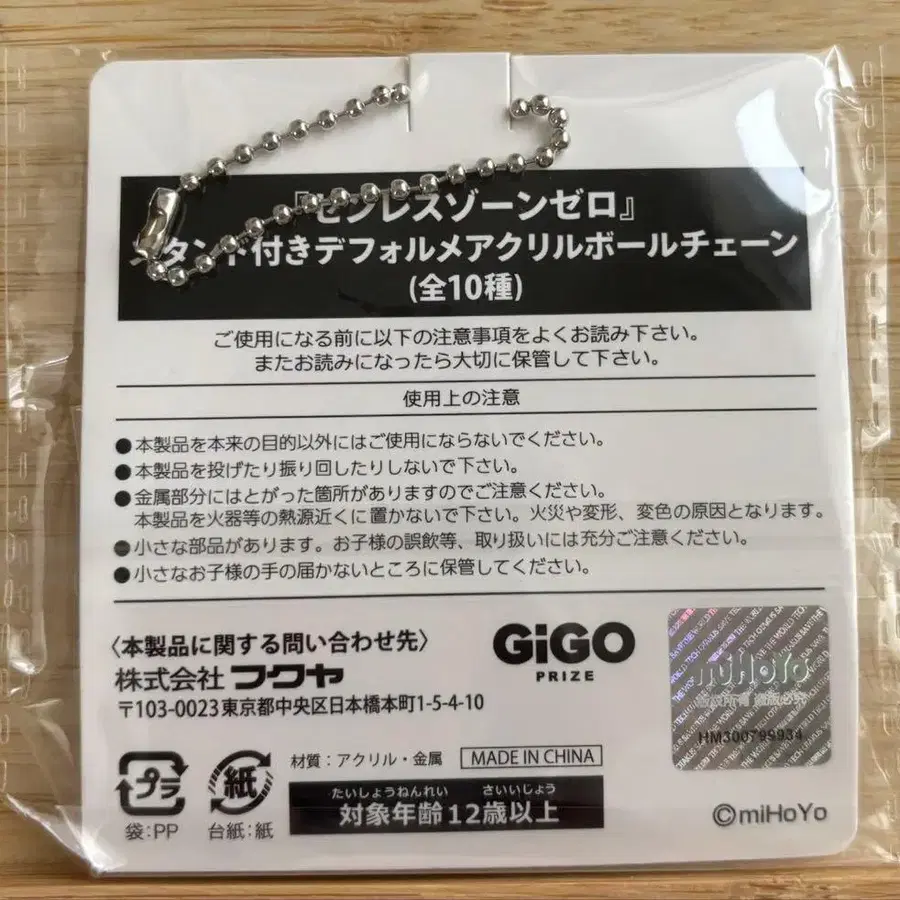 『ゼンレスゾーンゼロ』
スタンド付きデフォルメアクリルボールチェーン
(全10種)
ご使用になる前に以下の注意事項をよくお読み下さい。
またお読みになったら大切に保管して下さい。
使用上の注意
●本製品を本来の目的以外にはご使用にならないでください。
●本製品を投げたり振り回したりしないで下さい。
●金属部分にはとがった箇所がありますのでご注意ください。
本製品を火器等の熱源近くに置かないで下さい。火災や変形、変色の原因となります。
●小さな部品があります。お子様の誤飲等、取り扱いには充分ご注意ください。
●小さなお子様の手の届かないところに保管してください。
〈本製品に関する問い合わせ先〉
株式会社フクヤ
〒103-0023東京都中央区日本橋本町1-5-4-10
GiGO
PRIZE
miHoYo
版权所有 盗版必究
HM300799934
プラ
袋:PP
紙
台紙:紙
材質:アクリル・金属
MADE IN CHINA
たいしょうねんれい さいいじょう
対象年齢12歳以上
©miHoYo